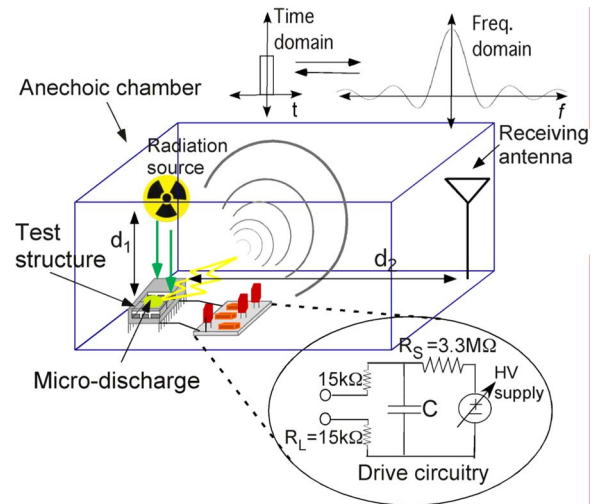 Time
domain
Freq.
domain
t
f
Anechoic chamber
Receiving
antenna
Radiation
source
d1
Test
structure
d2
Micro-discharge
RS=3.3MΩ
15kΩ
HV
supply
C
RL=15kΩ
Drive circuitry